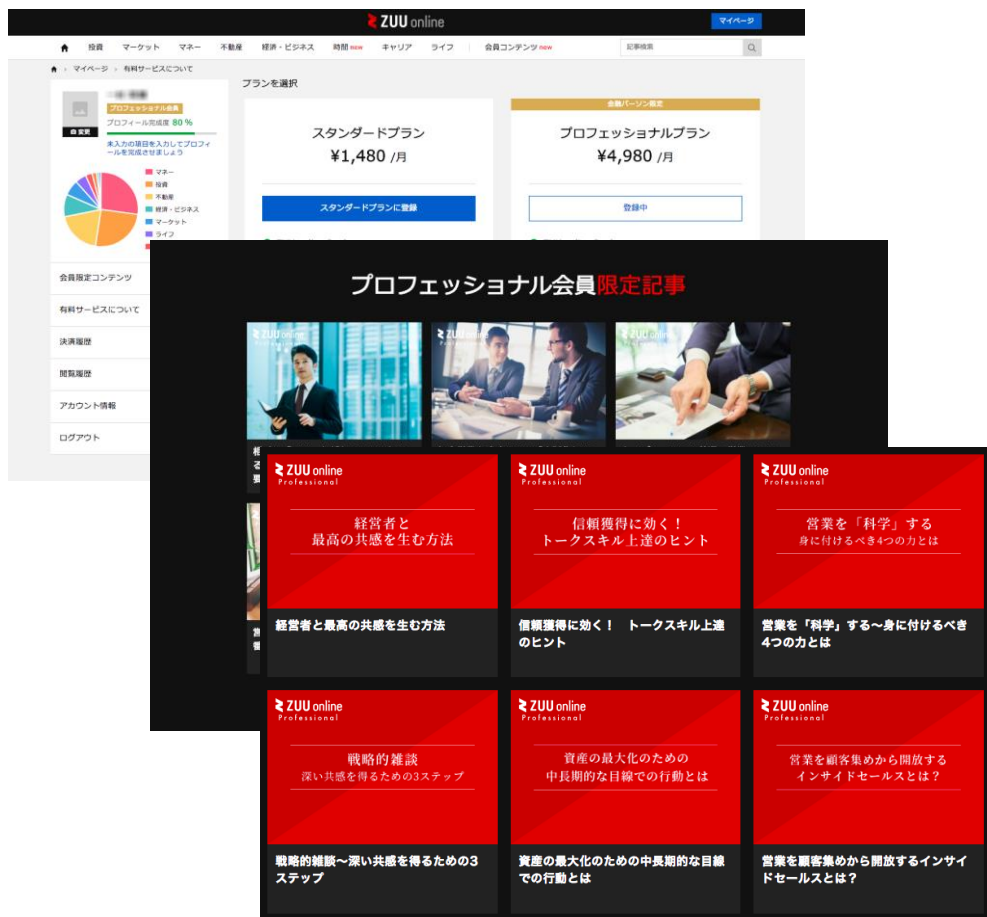 ZUU online
マイページ
投資 マーケット マネー 不動産 経済・ビジネス 時間 new キャリア ライフ 会員コンテンツ new
記事検索
マイページ 有料サービスについて
プロフェッショナル会員
プロフィール完成度 80 %
変更
未入力の項目を入力してプロフィ
ールを完成させましょう
マネー
投資
不動産
経済・ビジネス
マーケット
ライフ
会員限定コンテンツ
有料サービスについて
決済履歴
閲覧履歴
アカウント情報
ログアウト
プランを選択
スタンダードプラン
¥1,480 /月
スタンダードプランに登録
金融パーソン限定
プロフェッショナルプラン
¥4,980 /月
登録中
プロフェッショナル会員限定記事
ZUU online
Professional
ZUU online
ZUU online
ZUU online
Professional
経営者と
最高の共感を生む方法
経営者と最高の共感を生む方法
ZUU online
Professional
信頼獲得に効く！
トークスキル上達のヒント
信頼獲得に効く！　トークスキル上達
のヒント
ZUU online
Professional
営業を「科学」する
身に付けるべき4つの力とは
営業を「科学」する～身に付けるべき
4つの力とは
ZUU online
Professional
戦略的雑談
深い共感を得るための3ステップ
戦略的雑談～深い共感を得るための3
ステップ
ZUU online
Professional
資産の最大化のための
中長期的な目線での行動とは
資産の最大化のための中長期的な目線
での行動とは
ZUU online
Professional
営業を顧客集めから開放する
インサイドセールスとは？
営業を顧客集めから開放するインサイ
ドセールスとは？